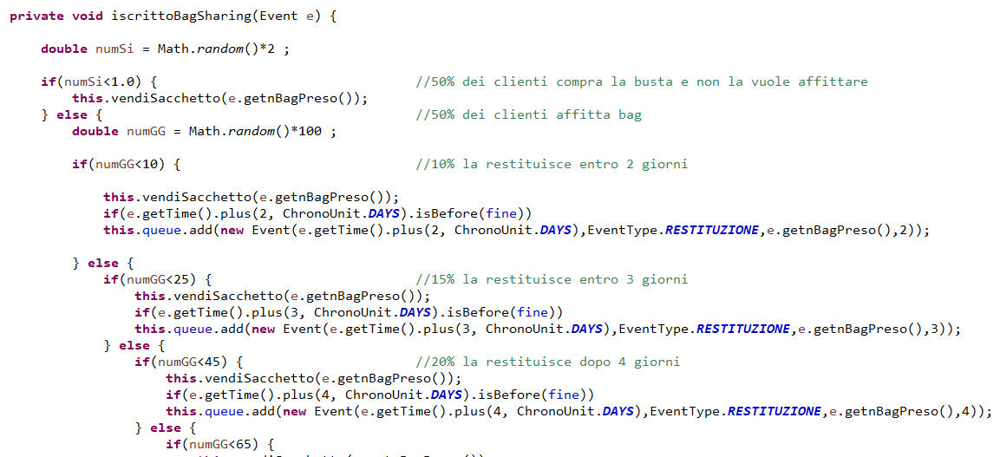 private void iscrittoBagSharing(Event e) {
double numSi = Math.random()*2 ;
if(numSi<1.0) { //50% dei clienti compra la busta e non la vuole affittare
this.vendiSacchetto(e.getnBagPreso());
} else { //50% dei clienti affitta bag
double numGG = Math.random()*100 ;
if(numGG<10) { //10% la restituisce entro 2 giorni
this.vendiSacchetto(e.getnBagPreso());
if(e.getTime().plus(2, ChronoUnit.DAYS).isBefore(fine))
this.queue.add(new Event(e.getTime().plus(2, ChronoUnit.DAYS),EventType.RESTITUZIONE,e.getnBagPreso(),2));
} else {
if(numGG<25) { //15% la restituisce entro 3 giorni
this.vendiSacchetto(e.getnBagPreso());
if(e.getTime().plus(3, ChronoUnit.DAYS).isBefore(fine))
this.queue.add(new Event(e.getTime().plus(3, ChronoUnit.DAYS),EventType.RESTITUZIONE,e.getnBagPreso(),3));
} else {
if(numGG<45) { //20% la restituisce dopo 4 giorni
this.vendiSacchetto(e.getnBagPreso());
if(e.getTime().plus(4, ChronoUnit.DAYS).isBefore(fine))
this.queue.add(new Event(e.getTime().plus(4, ChronoUnit.DAYS),EventType.RESTITUZIONE,e.getnBagPreso(),4));
} else {
if(numGG<65) {